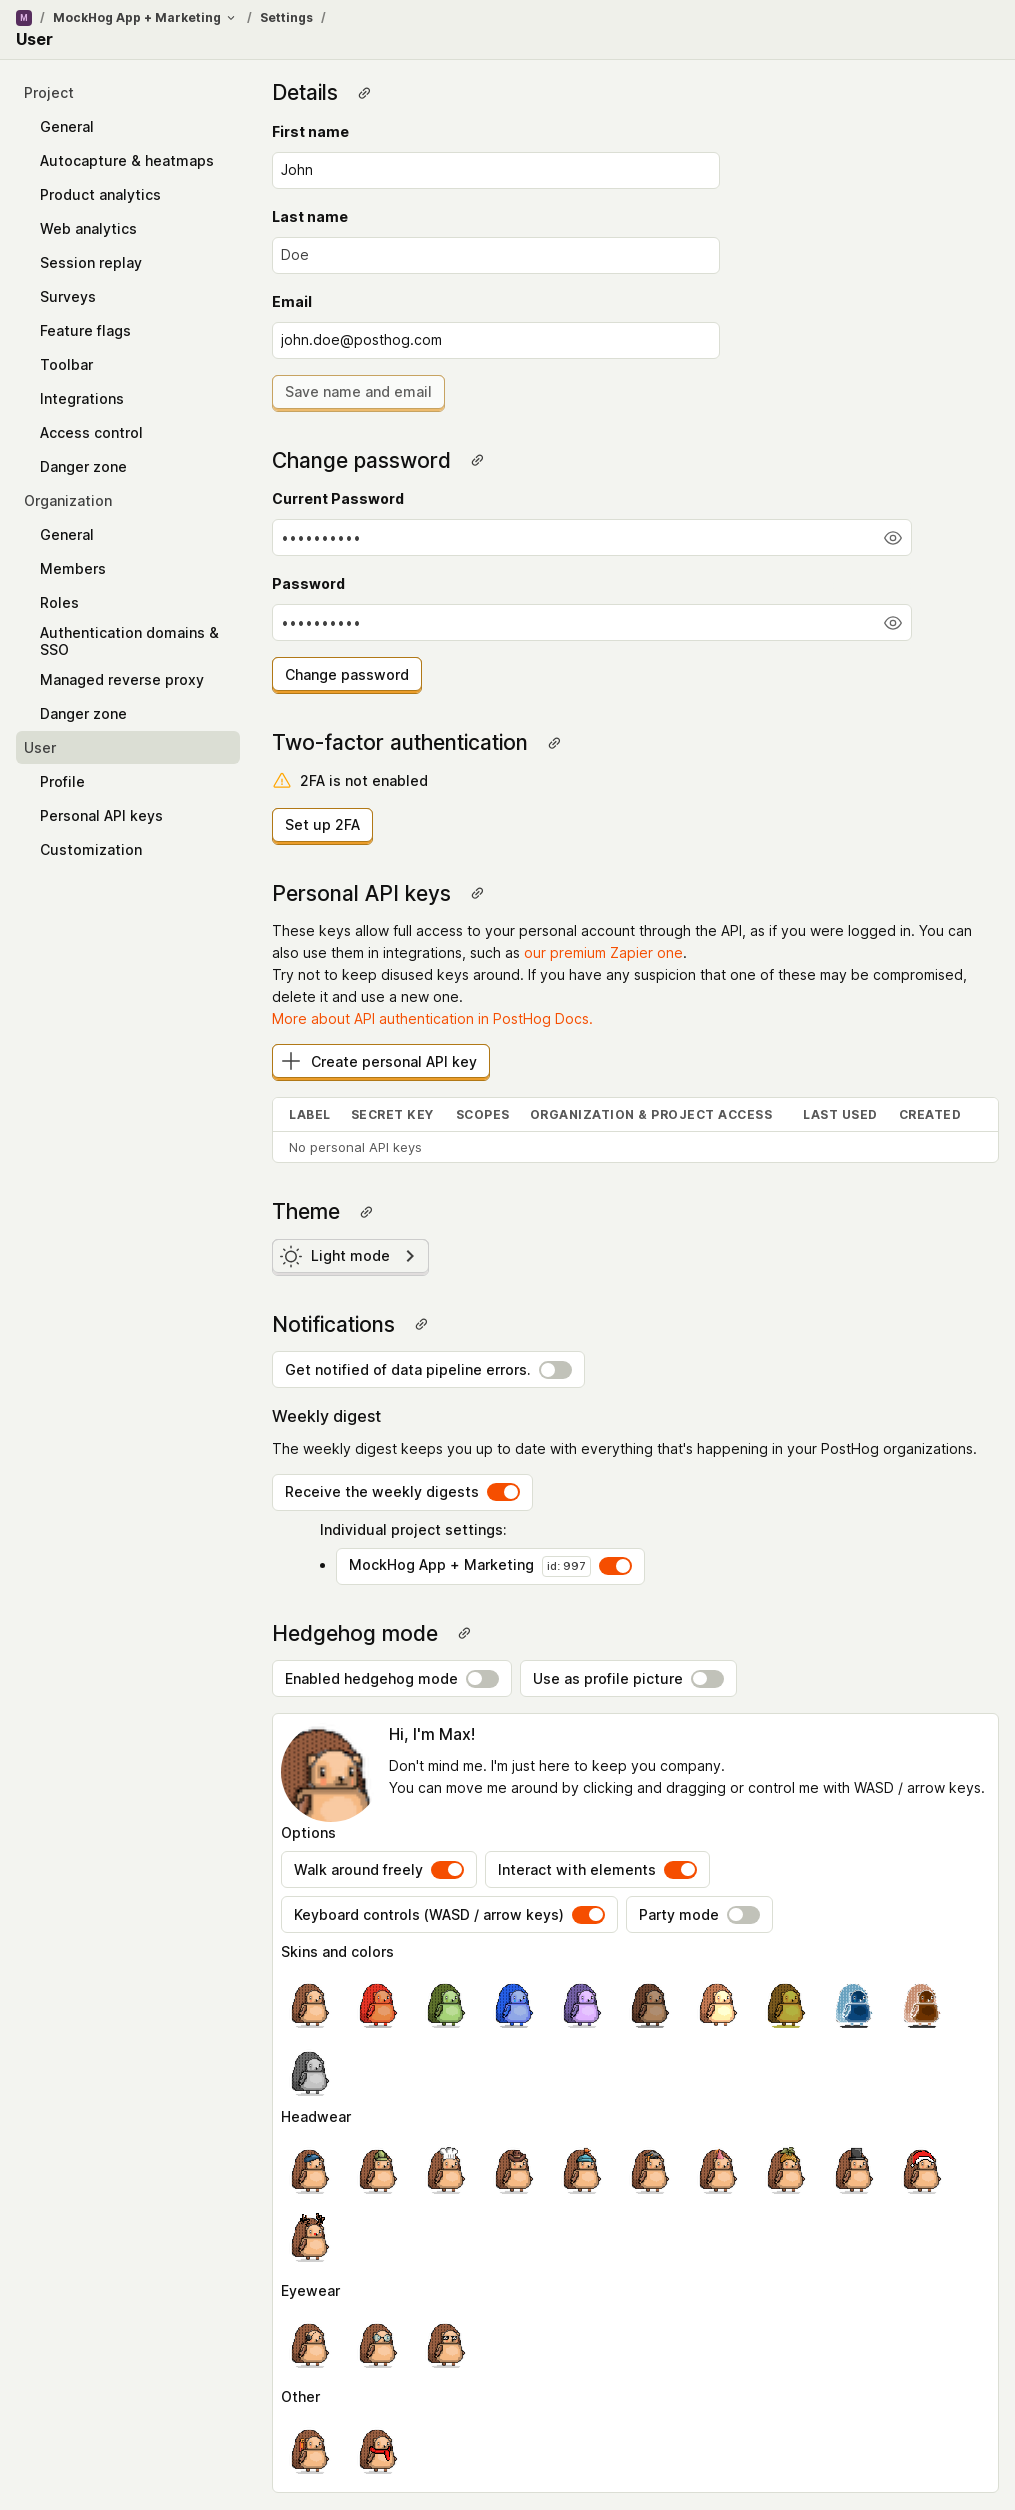 M / MockHog App + Marketing / Settings /
User
Project
General
Autocapture & heatmaps
Product analytics
Web analytics
Session replay
Surveys
Feature flags
Toolbar
Integrations
Access control
Danger zone
Organization
General
Members
Roles
Authentication domains &
SSO
Managed reverse proxy
Danger zone
User
Profile
Personal API keys
Customization
Details
First name
John
Last name
Doe
Email
john.doe@posthog.com
Save name and email
Change password
Current Password
••••••••••
Password
••••••••••
Change password
Two-factor authentication
2FA is not enabled
Set up 2FA
Personal API keys
These keys allow full access to your personal account through the API, as if you were logged in. You can
also use them in integrations, such as our premium Zapier one.
Try not to keep disused keys around. If you have any suspicion that one of these may be compromised,
delete it and use a new one.
More about API authentication in PostHog Docs.
Create personal API key
LABEL SECRET KEY SCOPES ORGANIZATION & PROJECT ACCESS LAST USED CREATED
No personal API keys
Theme
Light mode
Notifications
Get notified of data pipeline errors.
Weekly digest
The weekly digest keeps you up to date with everything that's happening in your PostHog organizations.
Receive the weekly digests
Individual project settings:
• MockHog App + Marketing id: 997
Hedgehog mode
Enabled hedgehog mode Use as profile picture
Hi, I'm Max!
Don't mind me. I'm just here to keep you company.
You can move me around by clicking and dragging or control me with WASD / arrow keys.
Options
Walk around freely Interact with elements
Keyboard controls (WASD / arrow keys) Party mode
Skins and colors
Headwear
Eyewear
Other